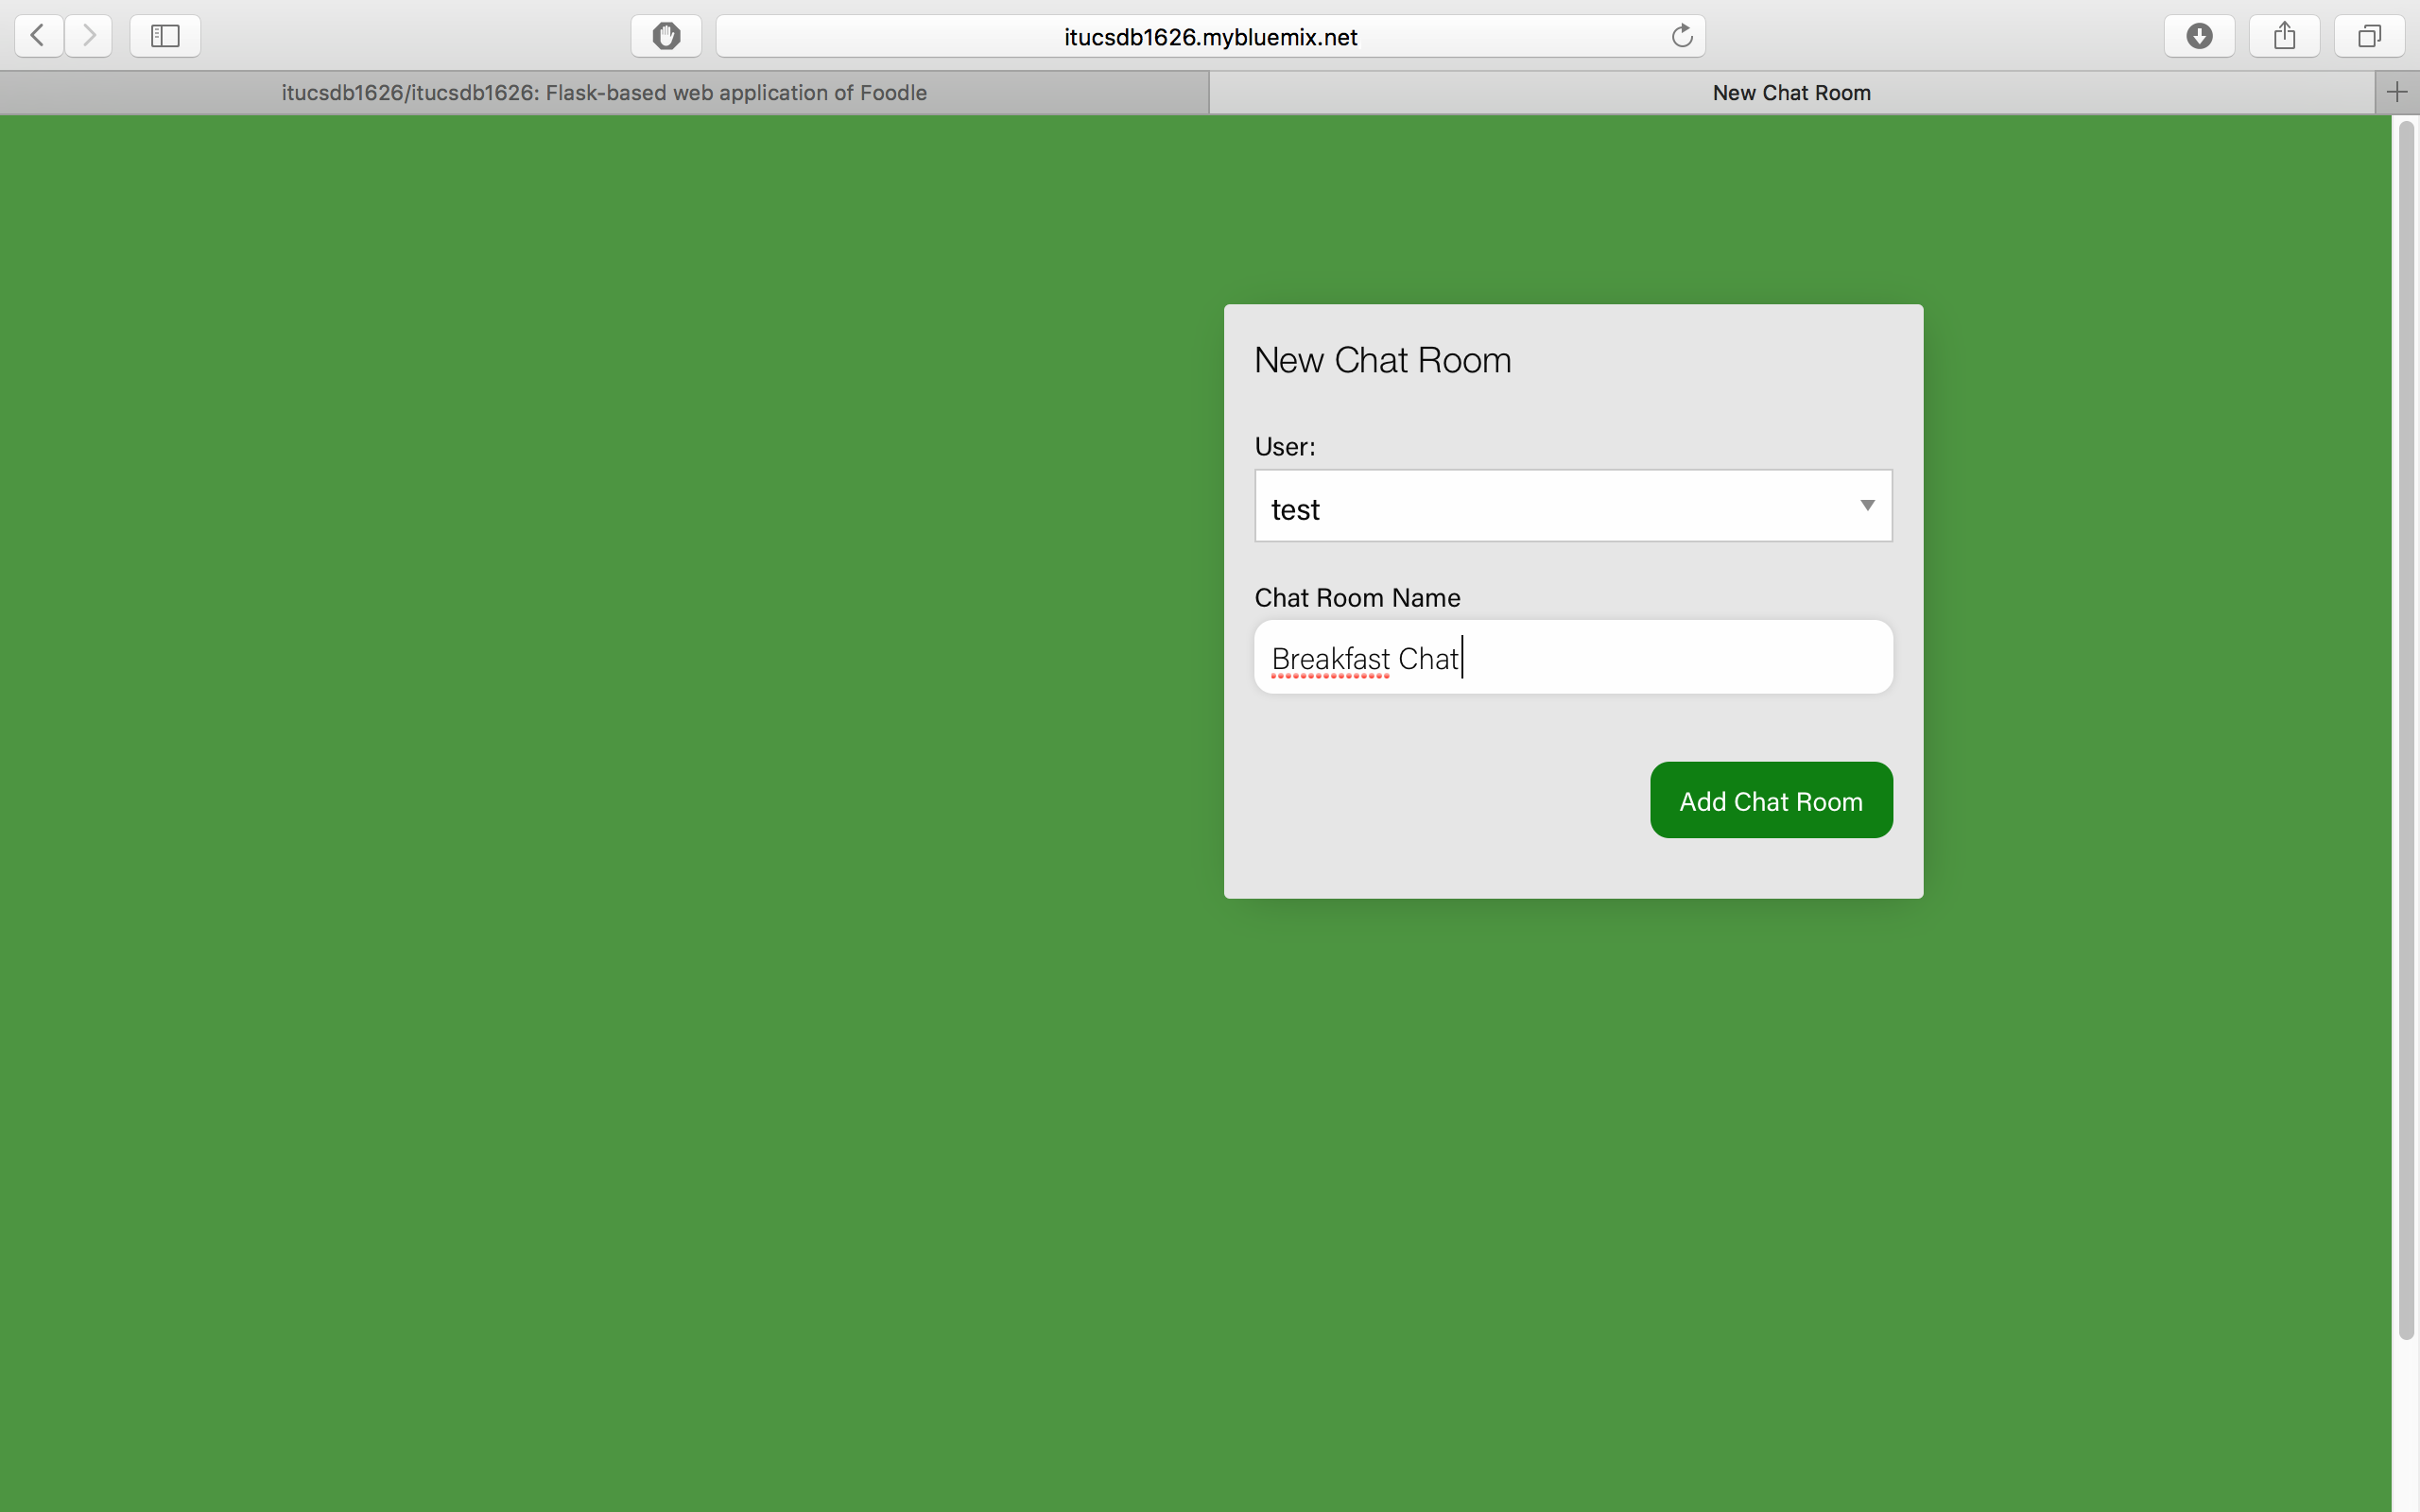 itucsdb1626.mybluemix.net
itucsdb1626/itucsdb1626: Flask-based web application of Foodle
New Chat Room
New Chat Room
User:
test
Chat Room Name
Breakfast Chat
Add Chat Room